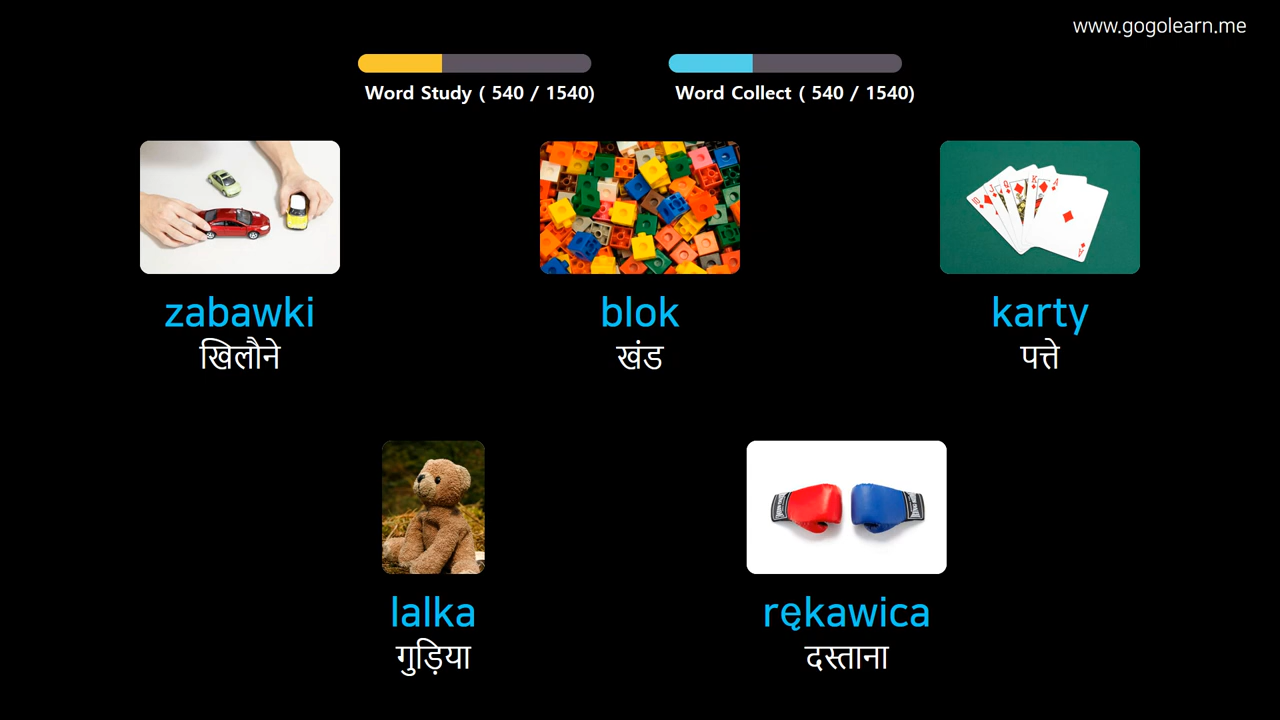 www.gogolearn.me
Word Study ( 540 / 1540)
Word Collect ( 540 / 1540)
zabawki
खिलौने
blok
खंड
karty
पत्ते
lalka
गुड़िया
rękawica
दस्ताना